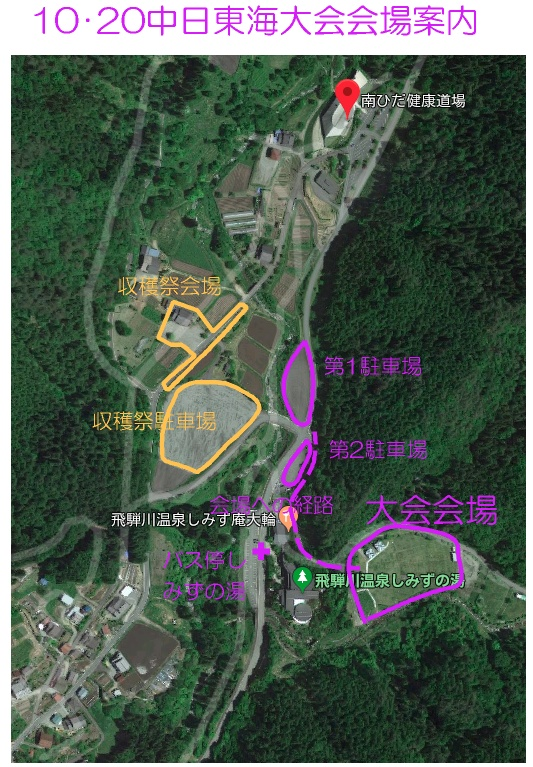 10・20中日東海大会会場案内
南ひだ健康道場
収穫祭会場
第1駐車場
収穫祭駐車場
第2駐車場
会場への経路
大会会場
飛騨川温泉しみず庵大輪
バス停し
みずの湯
飛騨川温泉しみずの湯